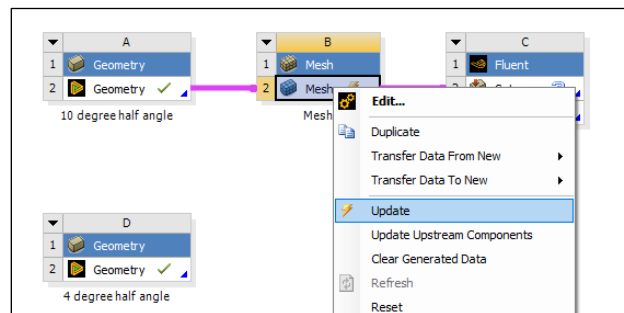 A
1 Geometry
2 Geometry
10 degree half angle
B
1 Mesh
2 Mesh
Mesh
C
1 Fluent
2
Edit...
Duplicate
Transfer Data From New
Transfer Data To New
Update
Update Upstream Components
Clear Generated Data
Refresh
Reset
D
1 Geometry
2 Geometry
4 degree half angle